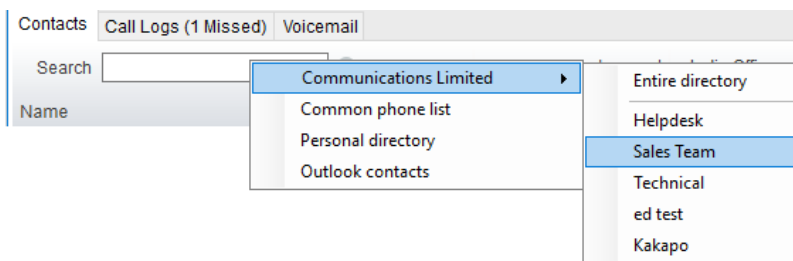 Contacts Call Logs (1 Missed) Voicemail
Search
Name
Communications Limited
Common phone list
Personal directory
Outlook contacts
Entire directory
Helpdesk
Sales Team
Technical
ed test
Kakapo